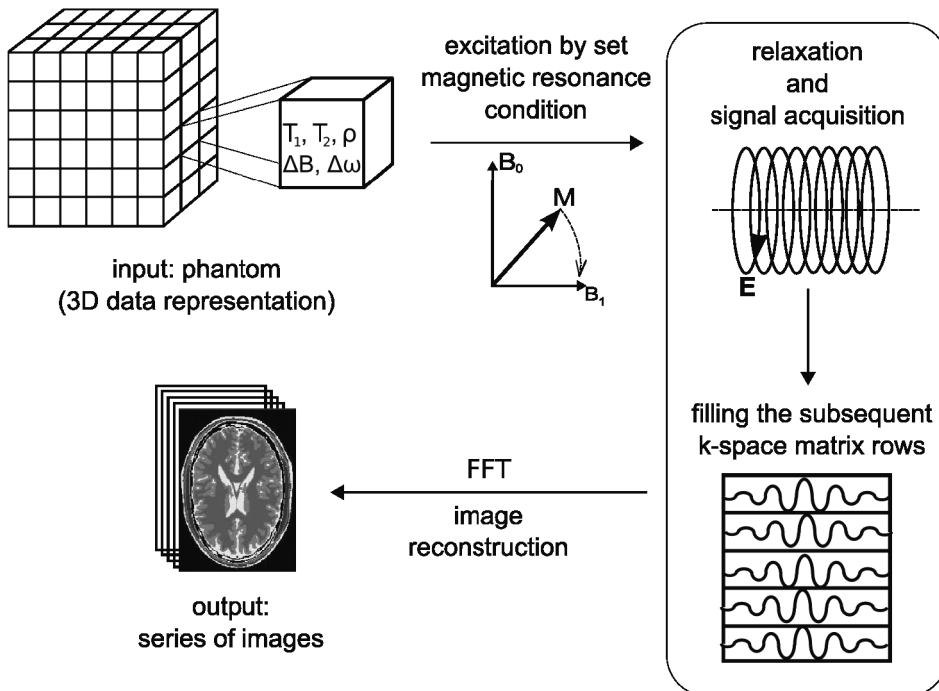 T₁, T₂, ρ
ΔB, Δω
input: phantom
(3D data representation)
excitation by set
magnetic resonance
condition
B₀
M
B₁
relaxation
and
signal acquisition
E
filling the subsequent
k-space matrix rows
FFT
image
reconstruction
output:
series of images